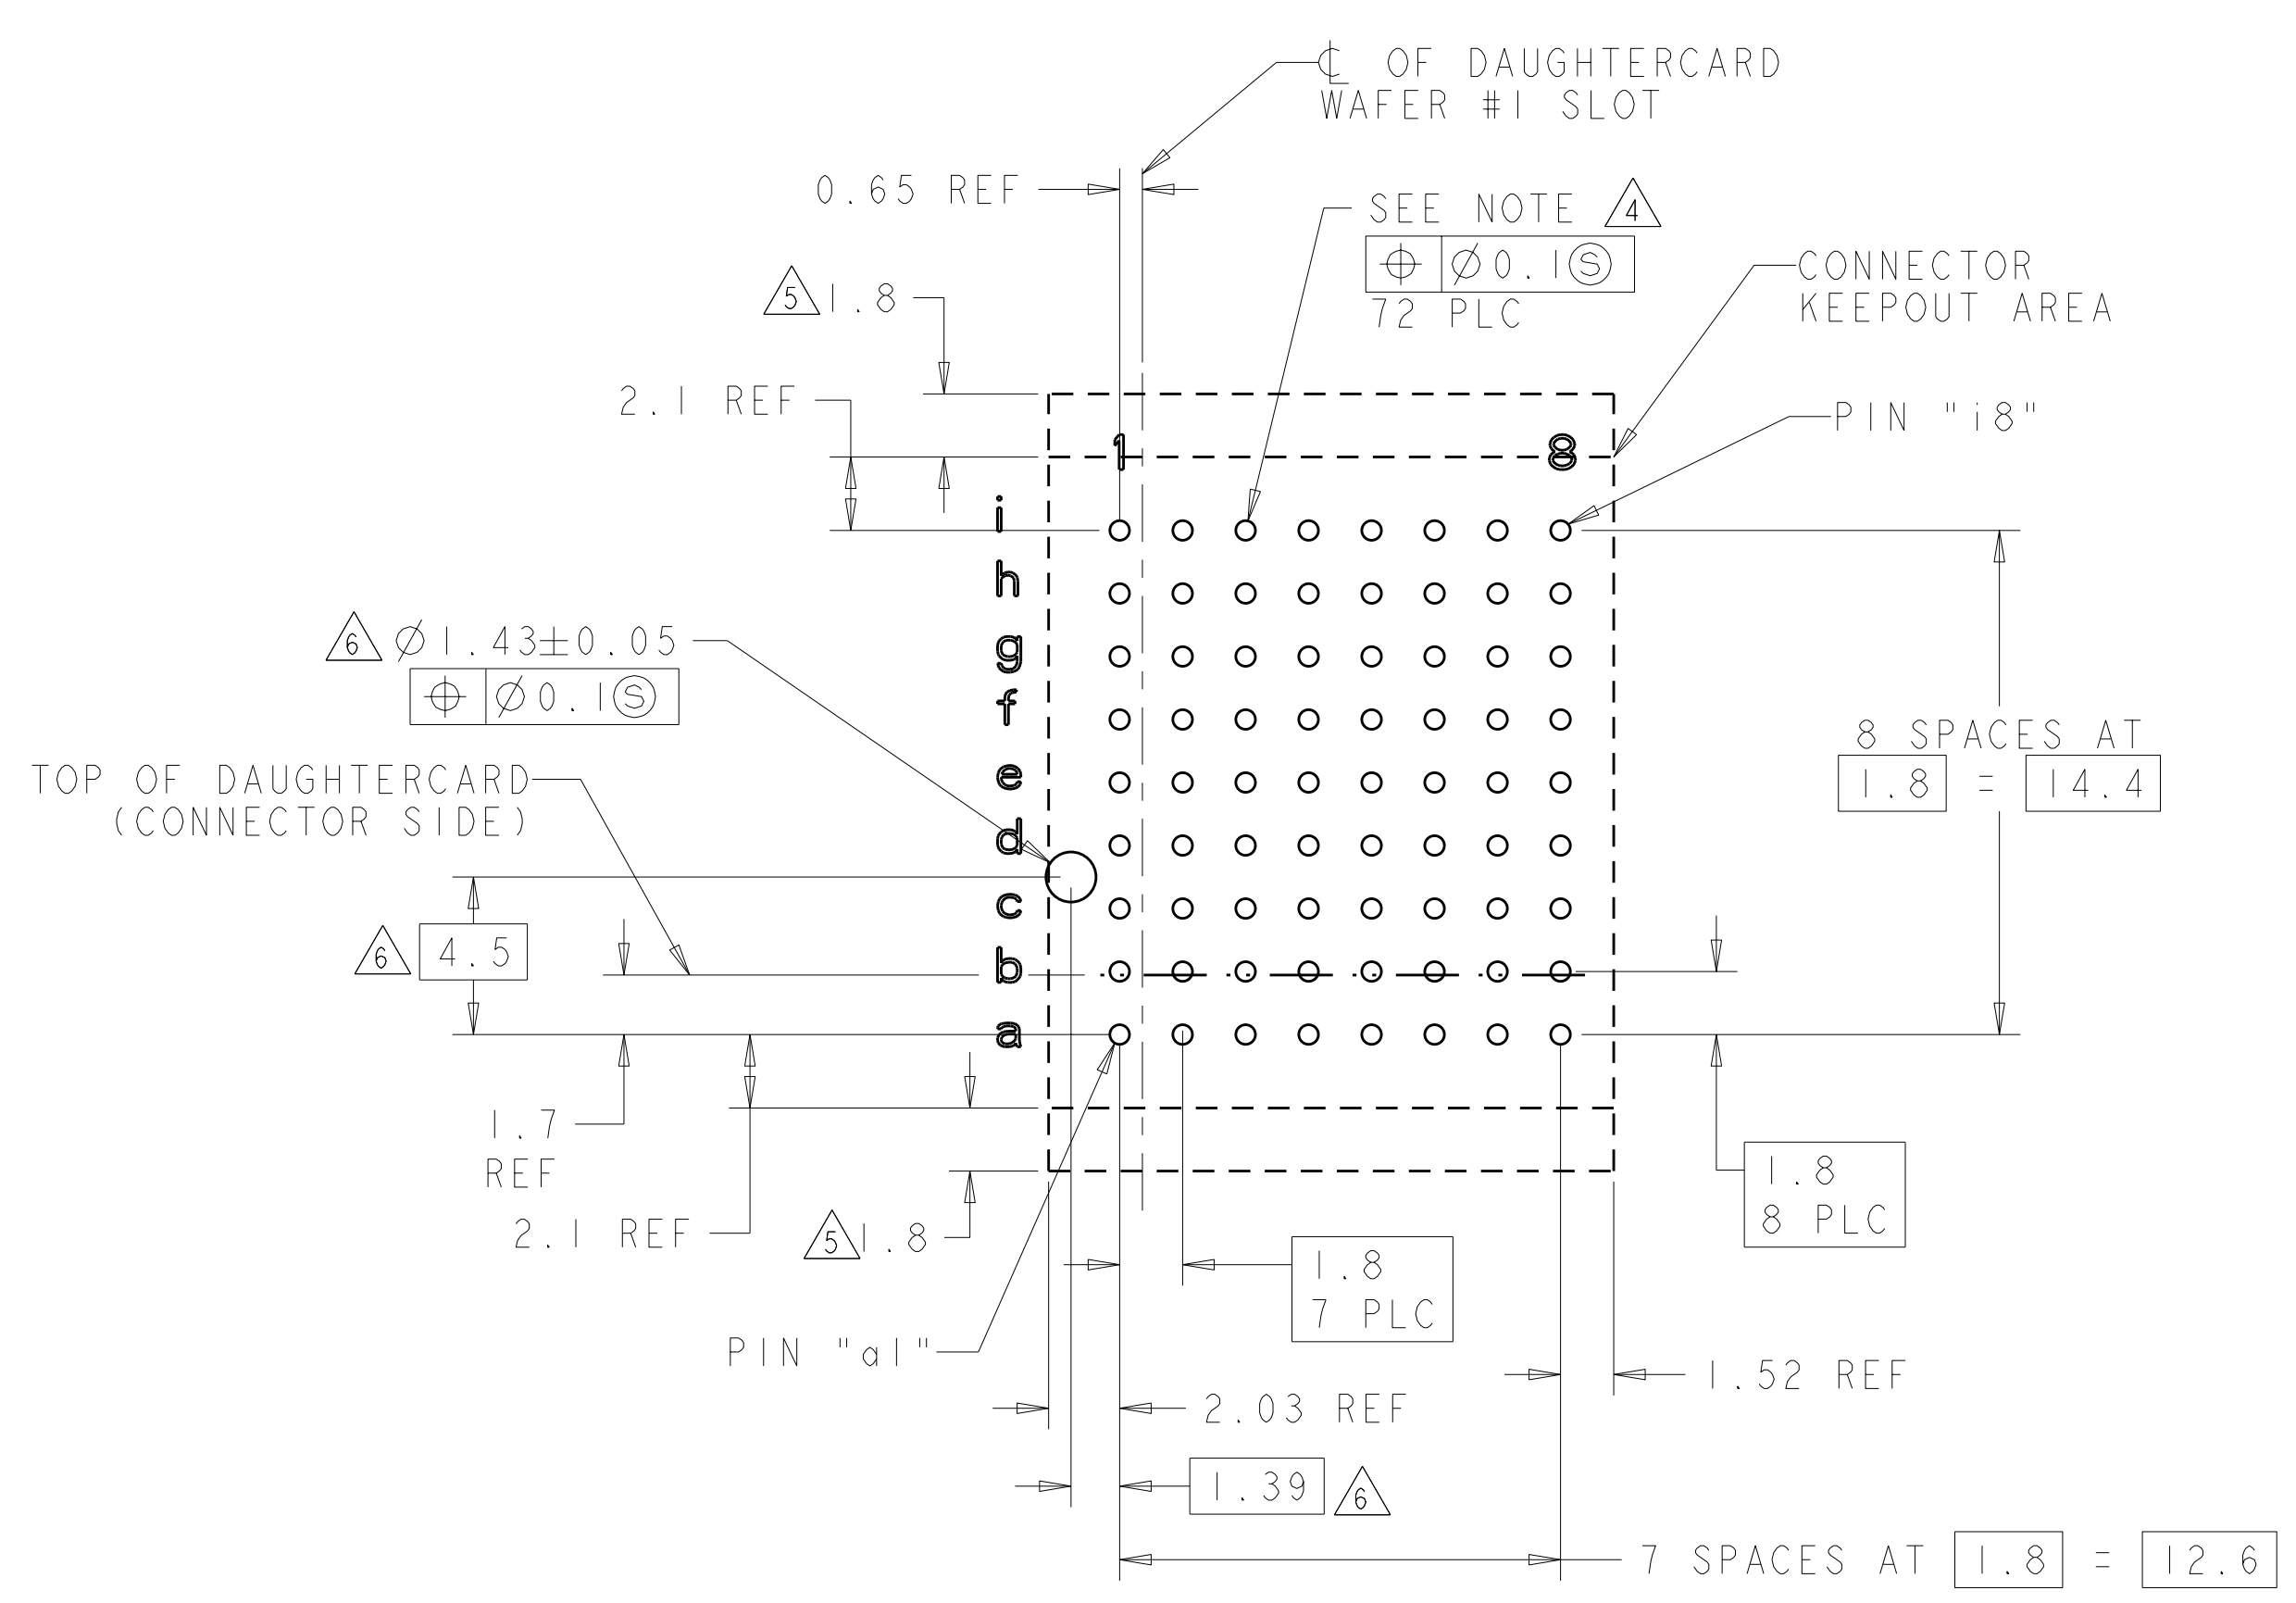 ℄ OF DAUGHTERCARD
WAFER #1 SLOT
0.65 REF
SEE NOTE 4
⌖ ⌀0.1Ⓢ
72 PLC
CONNECTOR
KEEPOUT AREA
5 1.8
2.1 REF
PIN "i8"
1
8
i
h
g
f
e
d
c
b
a
6 ⌀1.43±0.05
⌖ ⌀0.1Ⓢ
TOP OF DAUGHTERCARD
(CONNECTOR SIDE)
8 SPACES AT
1.8 = 14.4
6 4.5
1.7
REF
2.1 REF
5 1.8
1.8
8 PLC
1.8
7 PLC
PIN "a1"
1.52 REF
2.03 REF
1.39 6
7 SPACES AT 1.8 = 12.6